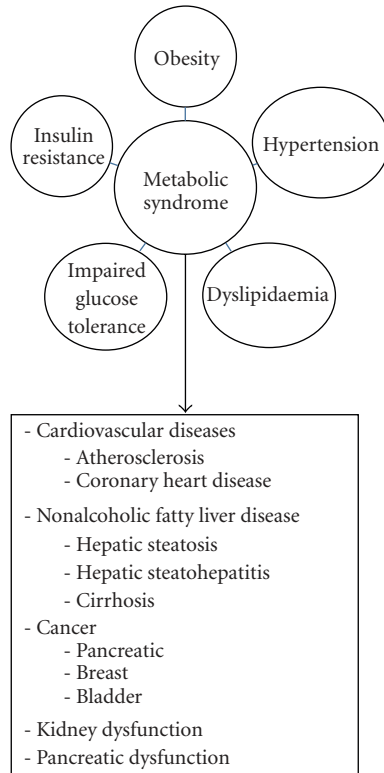 Obesity
Insulin
resistance
Hypertension
Metabolic
syndrome
Impaired
glucose
tolerance
Dyslipidaemia
- Cardiovascular diseases
- Atherosclerosis
- Coronary heart disease
- Nonalcoholic fatty liver disease
- Hepatic steatosis
- Hepatic steatohepatitis
- Cirrhosis
- Cancer
- Pancreatic
- Breast
- Bladder
- Kidney dysfunction
- Pancreatic dysfunction